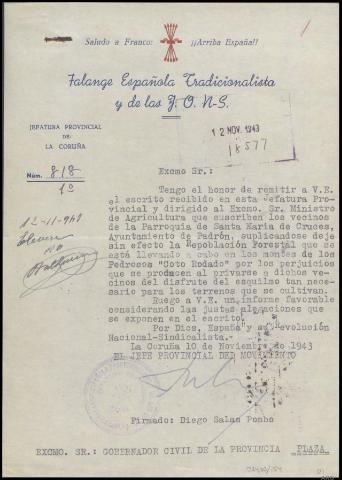 Saludo a Franco: ¡¡Arriba España!!
Falange Española Tradicionalista
y de las J. O. N-S.
JEFATURA PROVINCIAL
DE
LA CORUÑA
12 NOV. 1943
18577
Núm. 818
1º
Excmo Sr.:
Tengo el honor de remitir a V.E.
el escrito recibido en esta Jefatura Pro-
vincial y dirigido al Excmo. Sr. Ministro
de Agricultura que suscriben los vecinos
de la Parroquia de Santa Maria de Cruces,
Ayuntamiento de Padrón, suplicandose deje
sin efecto la Repoblación Forestal que se
está llevando a cabo en los montes de los
Pedrosos "Coto Rodado" por los perjuicios
que se producen al privarse a dichos ve-
cinos del disfrute del esquilmo tan nece-
sario para los terrenos que se cultivan.
Ruego a V.E. un informe favorable
considerando las justas alegaciones que
se exponen en el escrito.
Por Dios, España y su Revolución
Nacional-Sindicalista.-
La Coruña 10 de Noviembre de 1943
EL JEFE PROVINCIAL DEL MOVIMIENTO
Firmado: Diego Salas Pombo
EXCMO. SR.: GOBERNADOR CIVIL DE LA PROVINCIA PLAZA